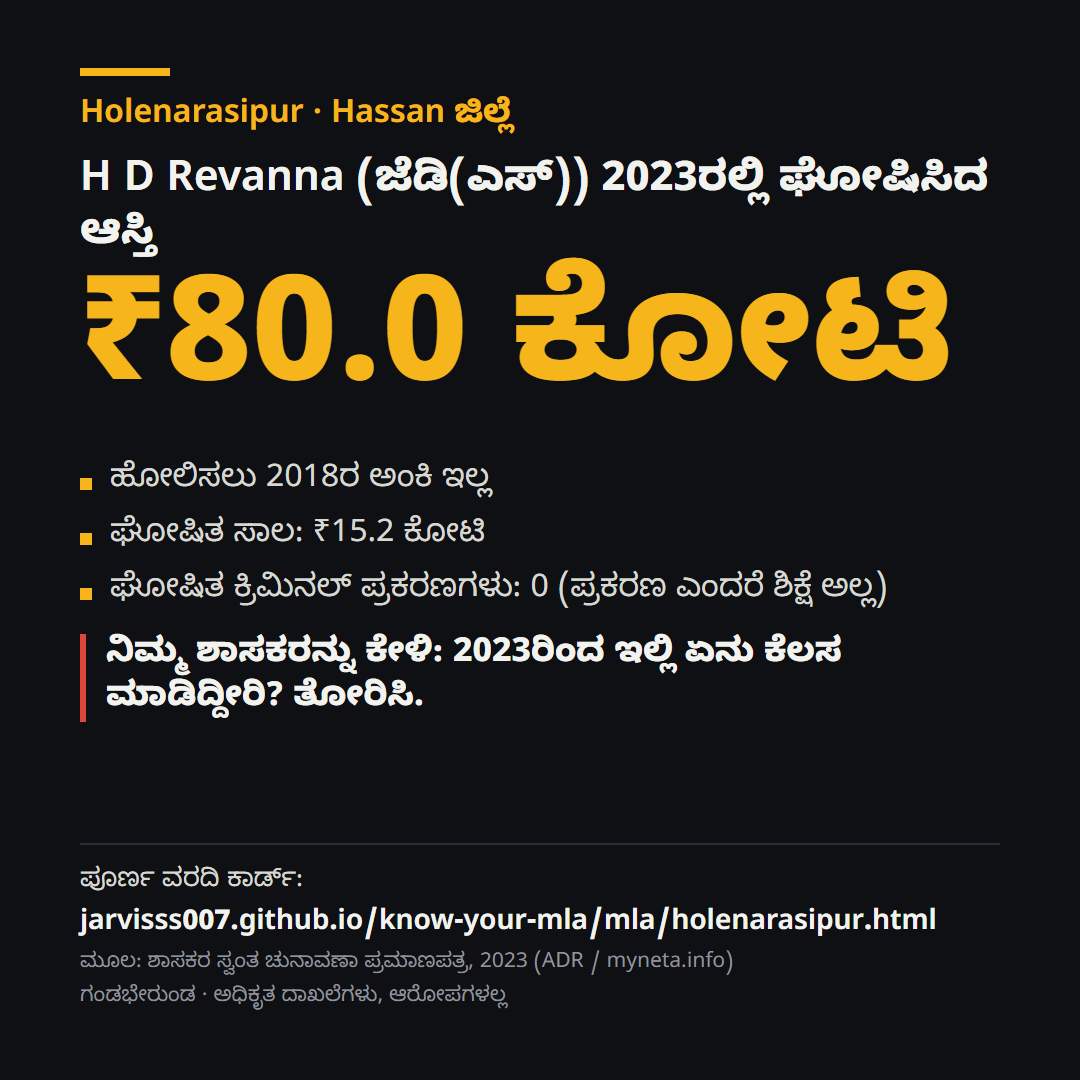 Holenarasipur · Hassan ಜಿಲ್ಲೆ
H D Revanna (ಜೆಡಿ(ಎಸ್)) 2023ರಲ್ಲಿ ಘೋಷಿಸಿದ
ಆಸ್ತಿ
₹80.0 ಕೋಟಿ
ಹೋಲಿಸಲು 2018ರ ಅಂಕಿ ಇಲ್ಲ
ಘೋಷಿತ ಸಾಲ: ₹15.2 ಕೋಟಿ
ಘೋಷಿತ ಕ್ರಿಮಿನಲ್ ಪ್ರಕರಣಗಳು: 0 (ಪ್ರಕರಣ ಎಂದರೆ ಶಿಕ್ಷೆ ಅಲ್ಲ)
ನಿಮ್ಮ ಶಾಸಕರನ್ನು ಕೇಳಿ: 2023ರಿಂದ ಇಲ್ಲಿ ಏನು ಕೆಲಸ
ಮಾಡಿದ್ದೀರಿ? ತೋರಿಸಿ.
ಪೂರ್ಣ ವರದಿ ಕಾರ್ಡ್:
jarvisss007.github.io/know-your-mla/mla/holenarasipur.html
ಮೂಲ: ಶಾಸಕರ ಸ್ವಂತ ಚುನಾವಣಾ ಪ್ರಮಾಣಪತ್ರ, 2023 (ADR / myneta.info)
ಗಂಡಭೇರುಂಡ · ಅಧಿಕೃತ ದಾಖಲೆಗಳು, ಆರೋಪಗಳಲ್ಲ